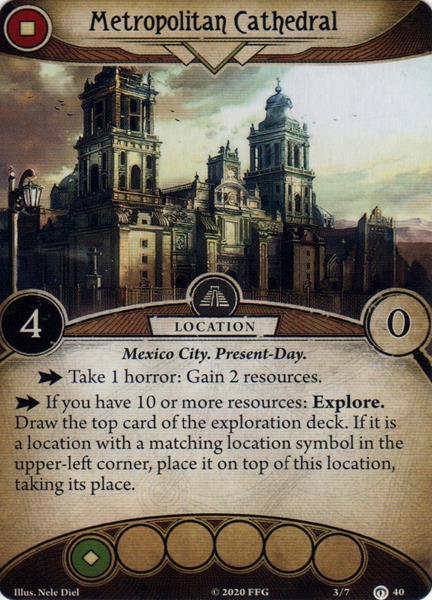 Metropolitan Cathedral
4
LOCATION
0
Mexico City. Present-Day.
Take 1 horror: Gain 2 resources.
If you have 10 or more resources: Explore.
Draw the top card of the exploration deck. If it is
a location with a matching location symbol in the
upper-left corner, place it on top of this location,
taking its place.
Illus. Nele Diel © 2020 FFG 3/7 40